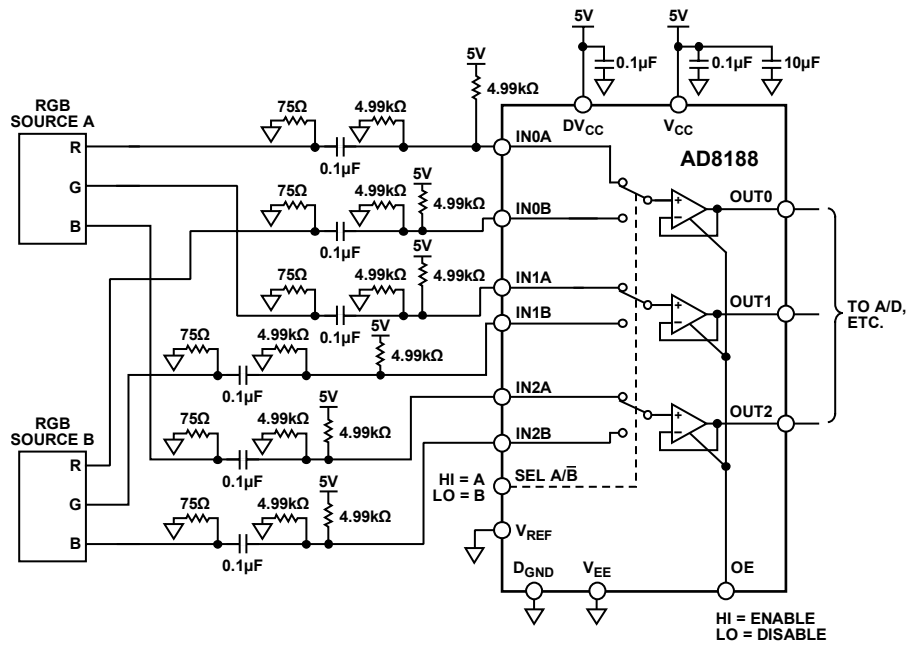 5V
5V
0.1µF
0.1µF
10µF
5V
4.99kΩ
RGB
SOURCE A
75Ω
4.99kΩ
DVCC
VCC
R
IN0A
AD8188
0.1µF
5V
75Ω
4.99kΩ
4.99kΩ
G
OUT0
IN0B
B
0.1µF
5V
75Ω
4.99kΩ
4.99kΩ
IN1A
OUT1
TO A/D,
ETC.
0.1µF
5V
IN1B
75Ω
4.99kΩ
4.99kΩ
0.1µF
IN2A
OUT2
RGB
SOURCE B
5V
75Ω
4.99kΩ
4.99kΩ
IN2B
R
0.1µF
HI = A
LO = B
SEL A/B̅
G
5V
75Ω
4.99kΩ
4.99kΩ
VREF
B
0.1µF
DGND
VEE
OE
HI = ENABLE
LO = DISABLE